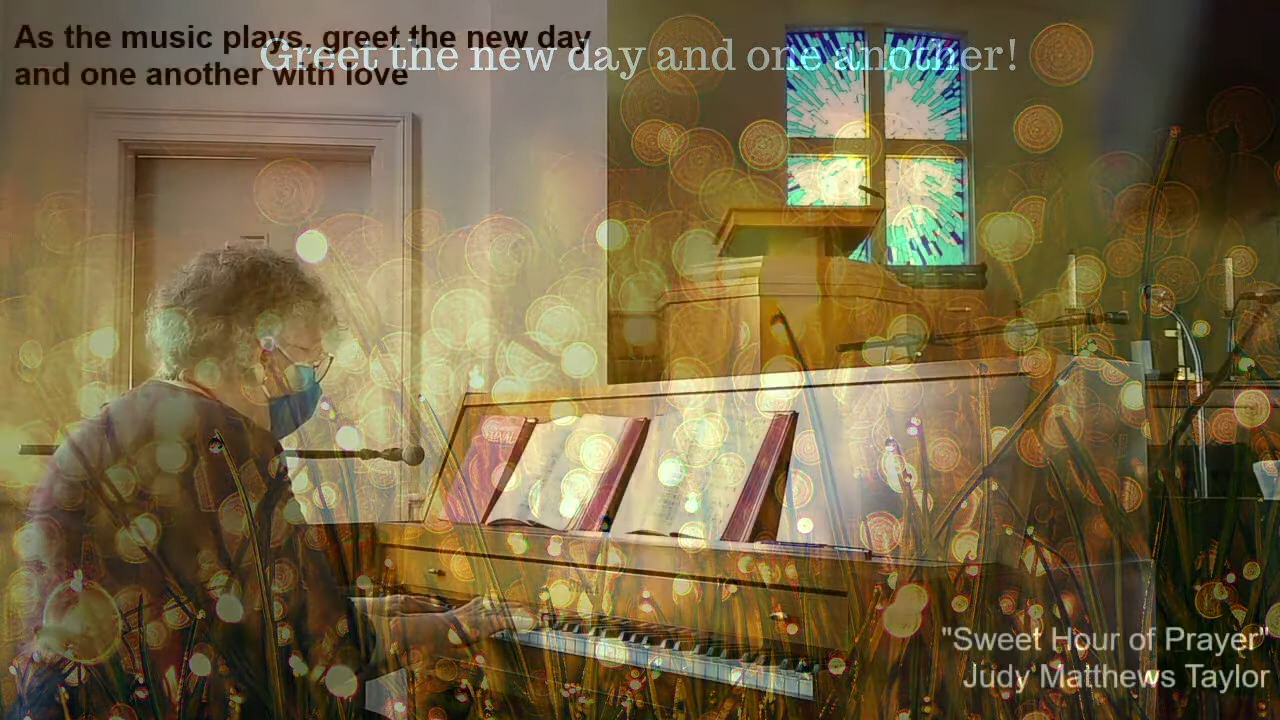 As the music plays, greet the new day
and one another with love
Greet the new day and one another!
"Sweet Hour of Prayer"
Judy Matthews Taylor